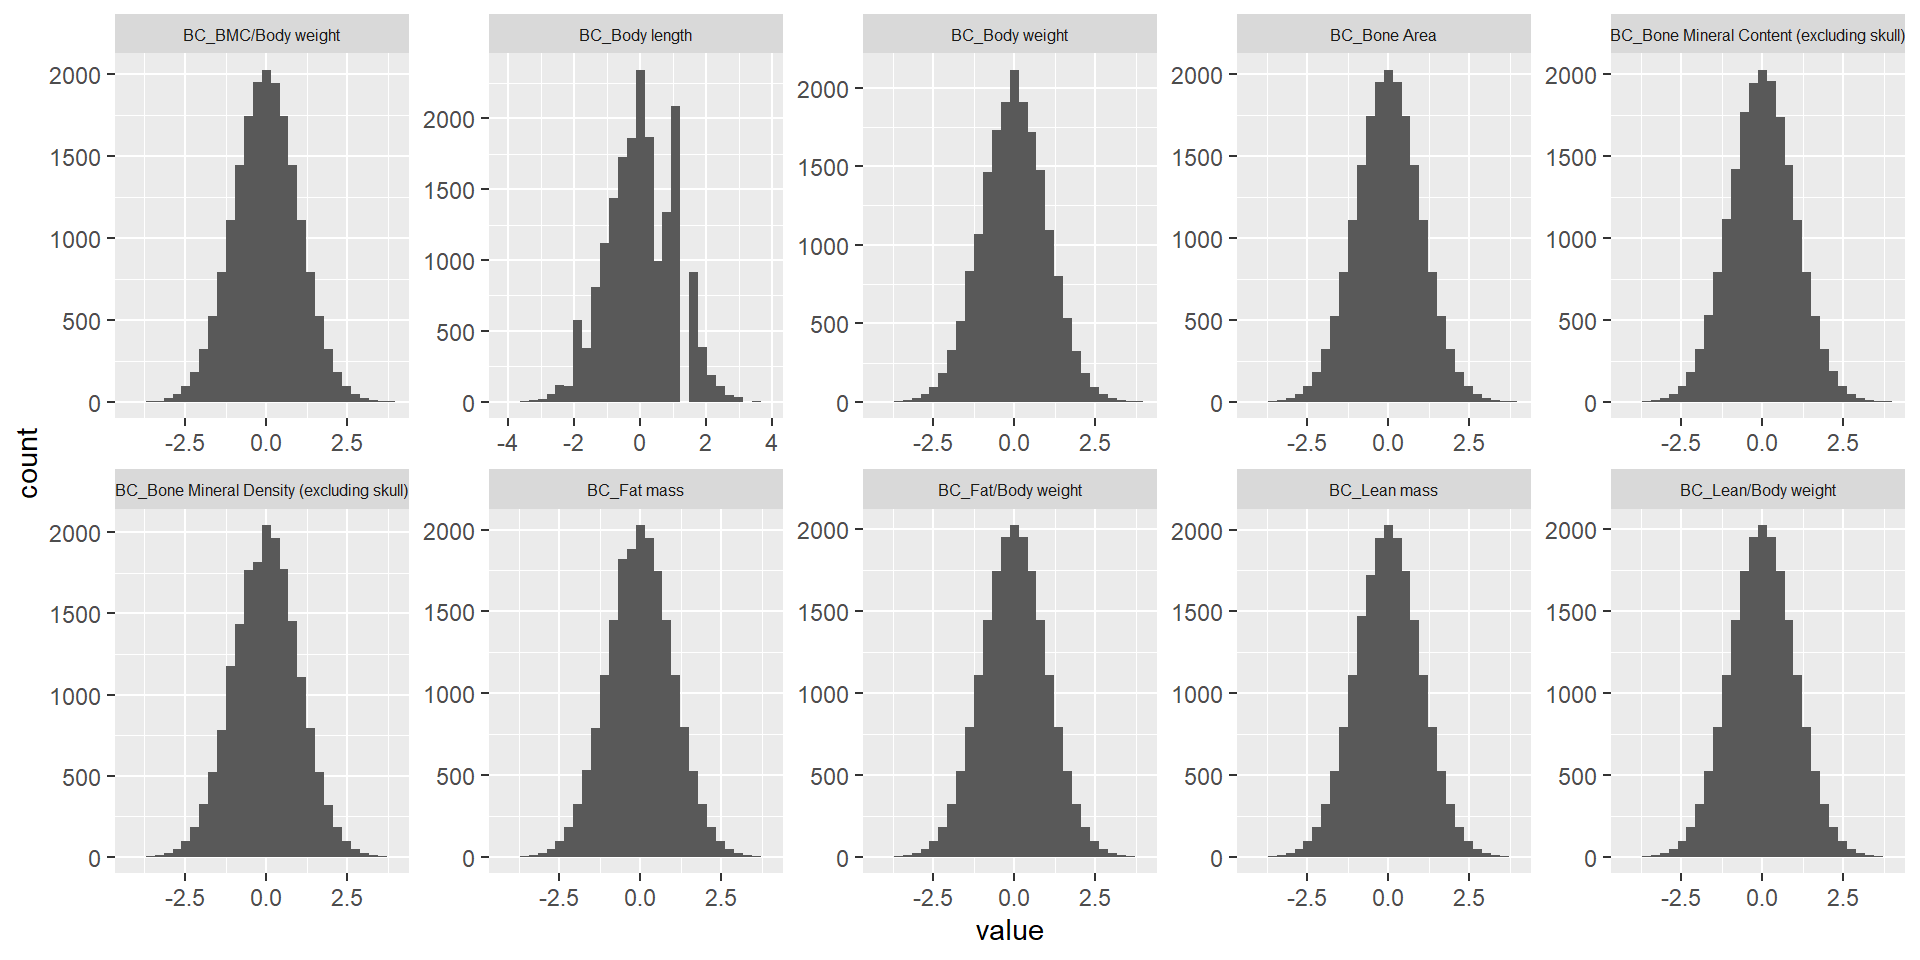 BC_BMC/Body weight
BC_Body length
BC_Body weight
BC_Bone Area
BC_Bone Mineral Content (excluding skull)
2000
1500
1000
500
0
2000
1500
1000
500
0
2000
1500
1000
500
0
2000
1500
1000
500
0
2000
1500
1000
500
0
-2.5 0.0 2.5
-4 -2 0 2 4
-2.5 0.0 2.5
-2.5 0.0 2.5
-2.5 0.0 2.5
count
BC_Bone Mineral Density (excluding skull)
BC_Fat mass
BC_Fat/Body weight
BC_Lean mass
BC_Lean/Body weight
2000
1500
1000
500
0
2000
1500
1000
500
0
2000
1500
1000
500
0
2000
1500
1000
500
0
2000
1500
1000
500
0
-2.5 0.0 2.5
-2.5 0.0 2.5
-2.5 0.0 2.5
-2.5 0.0 2.5
-2.5 0.0 2.5
value